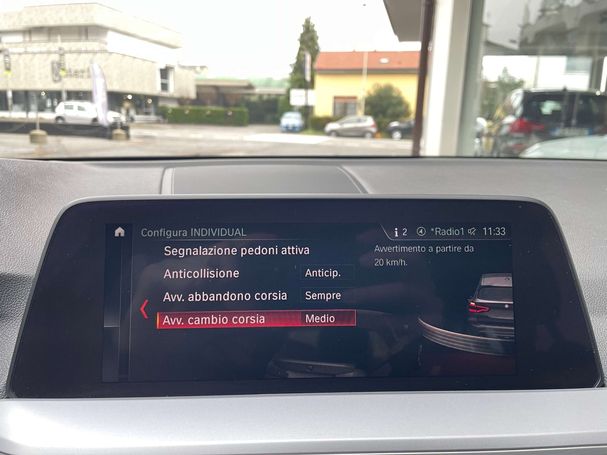 Configura INDIVIDUAL
i 2 *Radio1 11:33
Segnalazione pedoni attiva
Anticollisione Anticip.
Avv. abbandono corsia Sempre
Avv. cambio corsia Medio
Avvertimento a partire da
20 km/h.